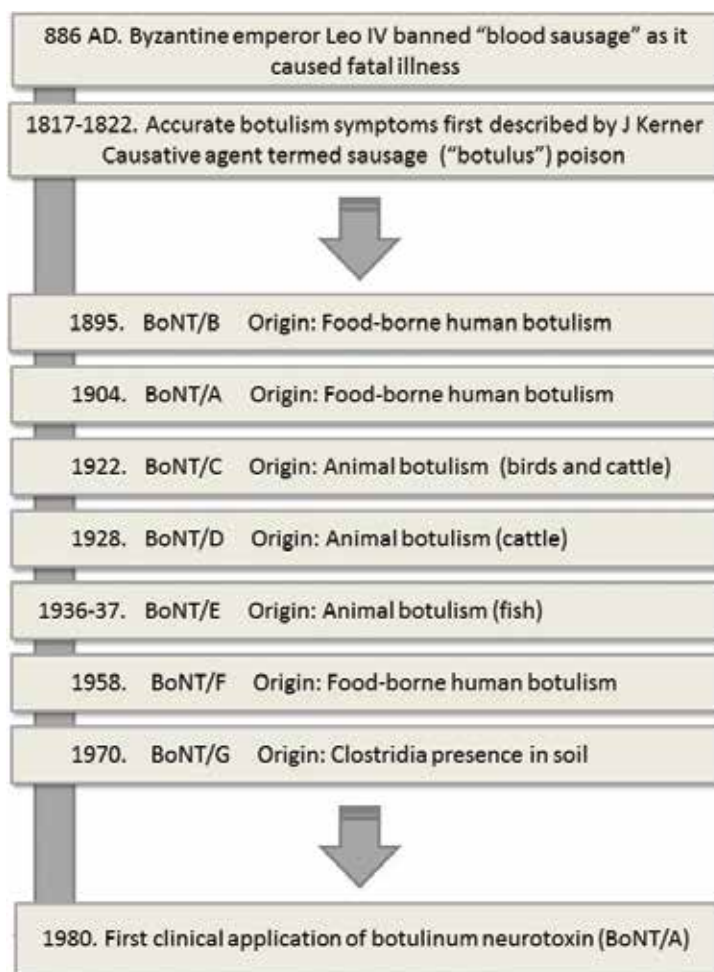 886 AD. Byzantine emperor Leo IV banned “blood sausage” as it
caused fatal illness
1817-1822. Accurate botulism symptoms first described by J Kerner
Causative agent termed sausage (“botulus”) poison
1895. BoNT/B Origin: Food-borne human botulism
1904. BoNT/A Origin: Food-borne human botulism
1922. BoNT/C Origin: Animal botulism (birds and cattle)
1928. BoNT/D Origin: Animal botulism (cattle)
1936-37. BoNT/E Origin: Animal botulism (fish)
1958. BoNT/F Origin: Food-borne human botulism
1970. BoNT/G Origin: Clostridia presence in soil
1980. First clinical application of botulinum neurotoxin (BoNT/A)